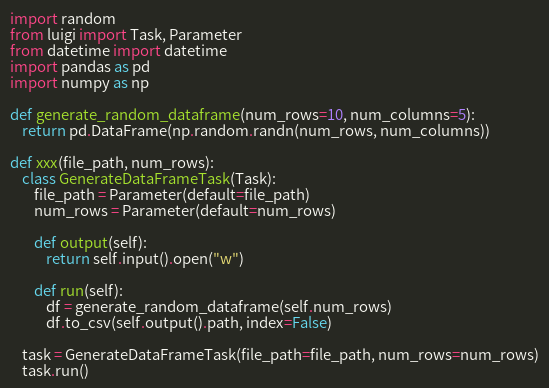 import random
from luigi import Task, Parameter
from datetime import datetime
import pandas as pd
import numpy as np
def generate_random_dataframe(num_rows=10, num_columns=5):
return pd.DataFrame(np.random.randn(num_rows, num_columns))
def xxx(file_path, num_rows):
class GenerateDataFrameTask(Task):
file_path = Parameter(default=file_path)
num_rows = Parameter(default=num_rows)
def output(self):
return self.input().open("w")
def run(self):
df = generate_random_dataframe(self.num_rows)
df.to_csv(self.output().path, index=False)
task = GenerateDataFrameTask(file_path=file_path, num_rows=num_rows)
task.run()